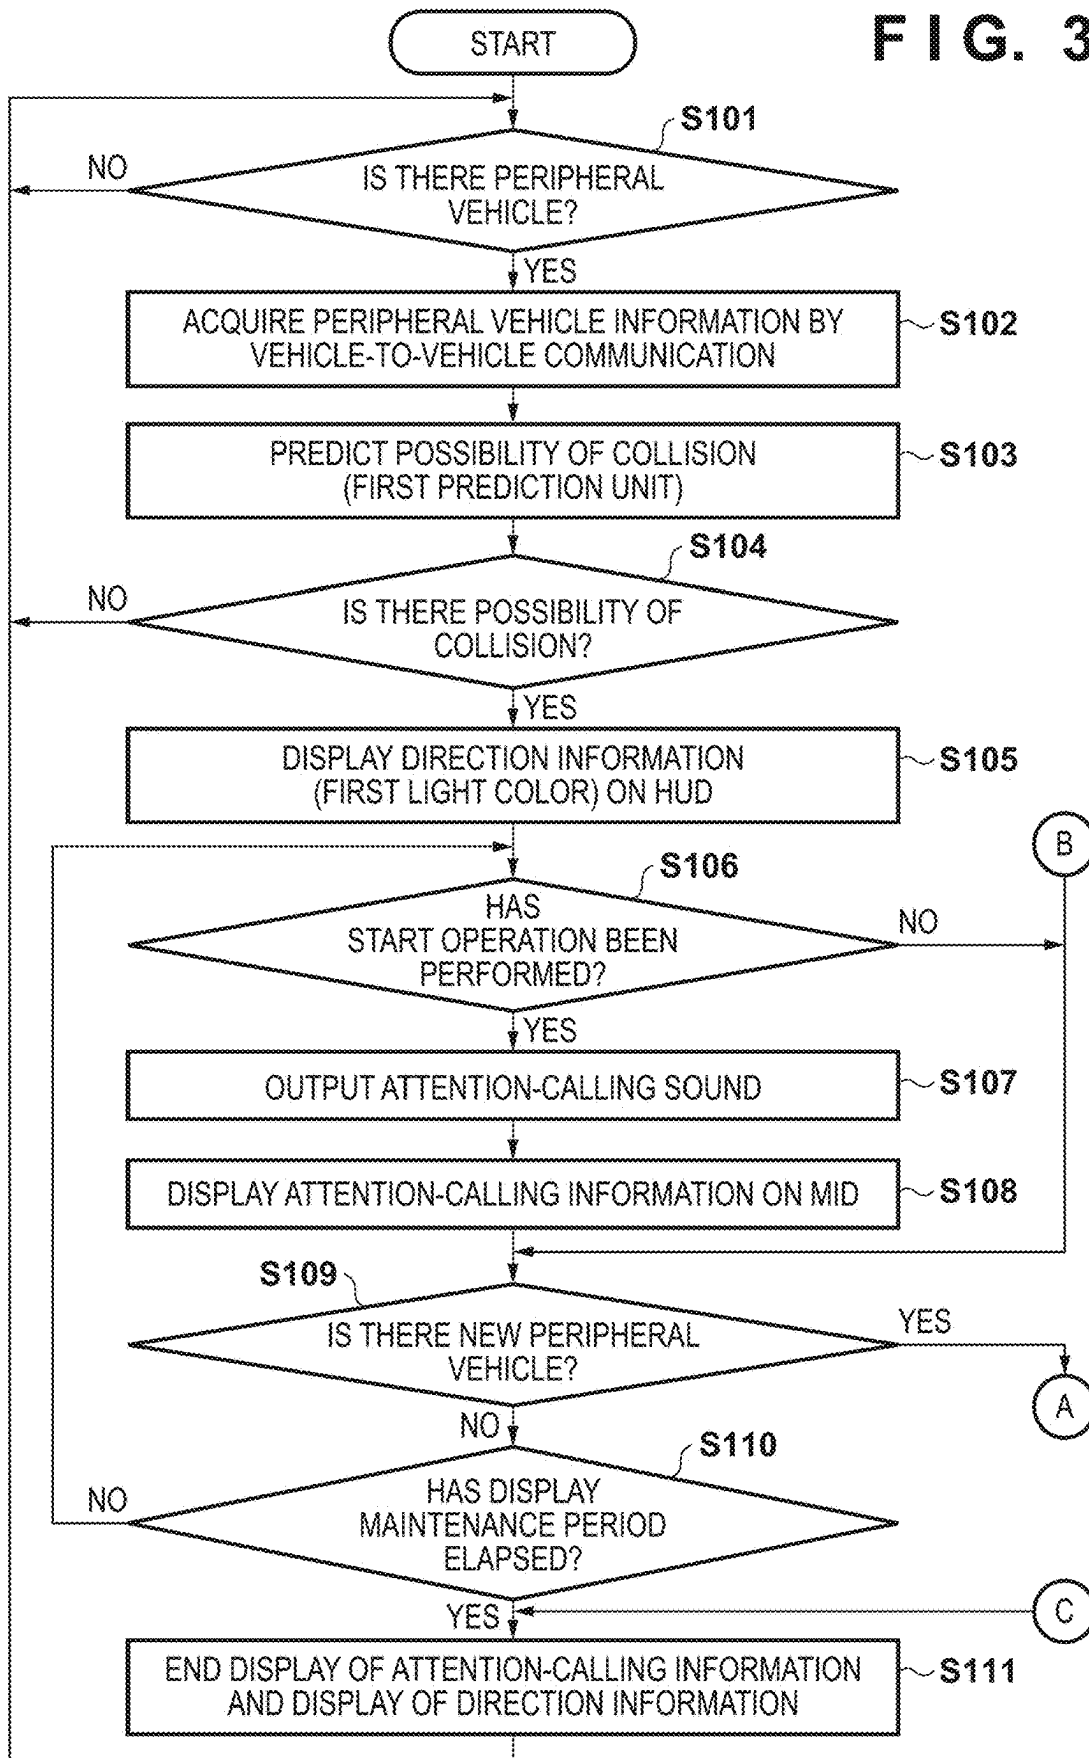 FIG. 3
START
S101
IS THERE PERIPHERAL
VEHICLE?
NO
YES
ACQUIRE PERIPHERAL VEHICLE INFORMATION BY
VEHICLE-TO-VEHICLE COMMUNICATION
S102
PREDICT POSSIBILITY OF COLLISION
(FIRST PREDICTION UNIT)
S103
S104
IS THERE POSSIBILITY OF
COLLISION?
NO
YES
DISPLAY DIRECTION INFORMATION
(FIRST LIGHT COLOR) ON HUD
S105
B
S106
HAS
START OPERATION BEEN
PERFORMED?
NO
YES
OUTPUT ATTENTION-CALLING SOUND
S107
DISPLAY ATTENTION-CALLING INFORMATION ON MID
S108
S109
IS THERE NEW PERIPHERAL
VEHICLE?
YES
A
NO
S110
HAS DISPLAY
MAINTENANCE PERIOD
ELAPSED?
NO
YES
C
END DISPLAY OF ATTENTION-CALLING INFORMATION
AND DISPLAY OF DIRECTION INFORMATION
S111